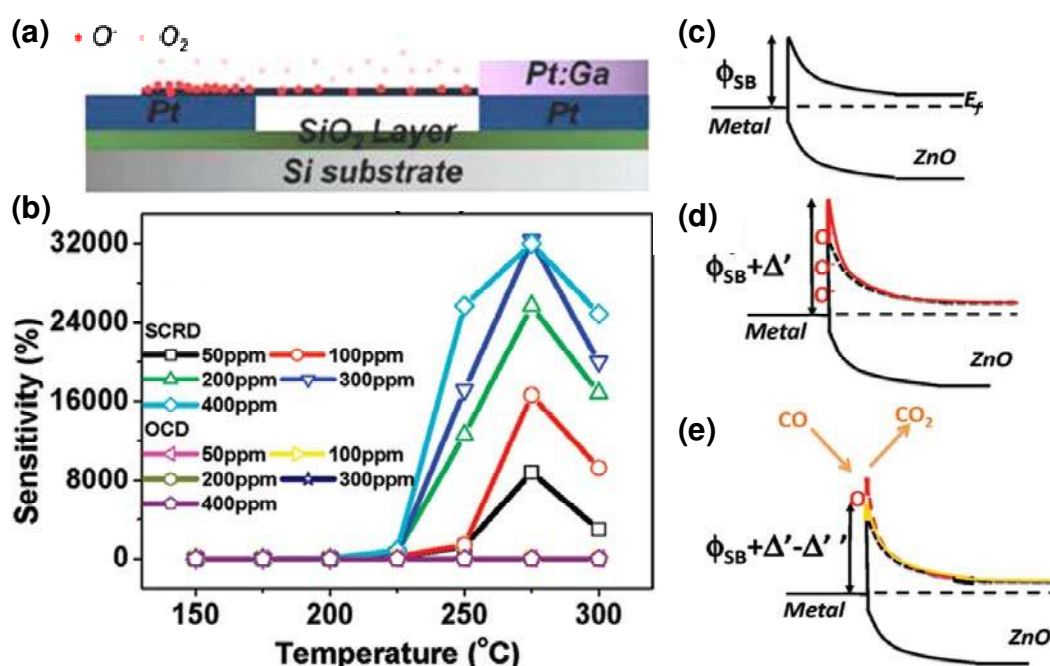 (a)
O⁻ O₂
Pt:Ga
Pt Pt
SiO₂ Layer
Si substrate
(b)
Sensitivity (%)
32000
24000
16000
8000
0
SCRD
50ppm 100ppm
200ppm 300ppm
400ppm
OCD
50ppm 100ppm
200ppm 300ppm
400ppm
150 200 250 300
Temperature (°C)
(c)
ϕSB
Ef
Metal
ZnO
(d)
O⁻
O⁻
O⁻
ϕSB+Δ'
Metal
ZnO
(e)
CO CO₂
O
ϕSB+Δ'-Δ''
Metal
ZnO